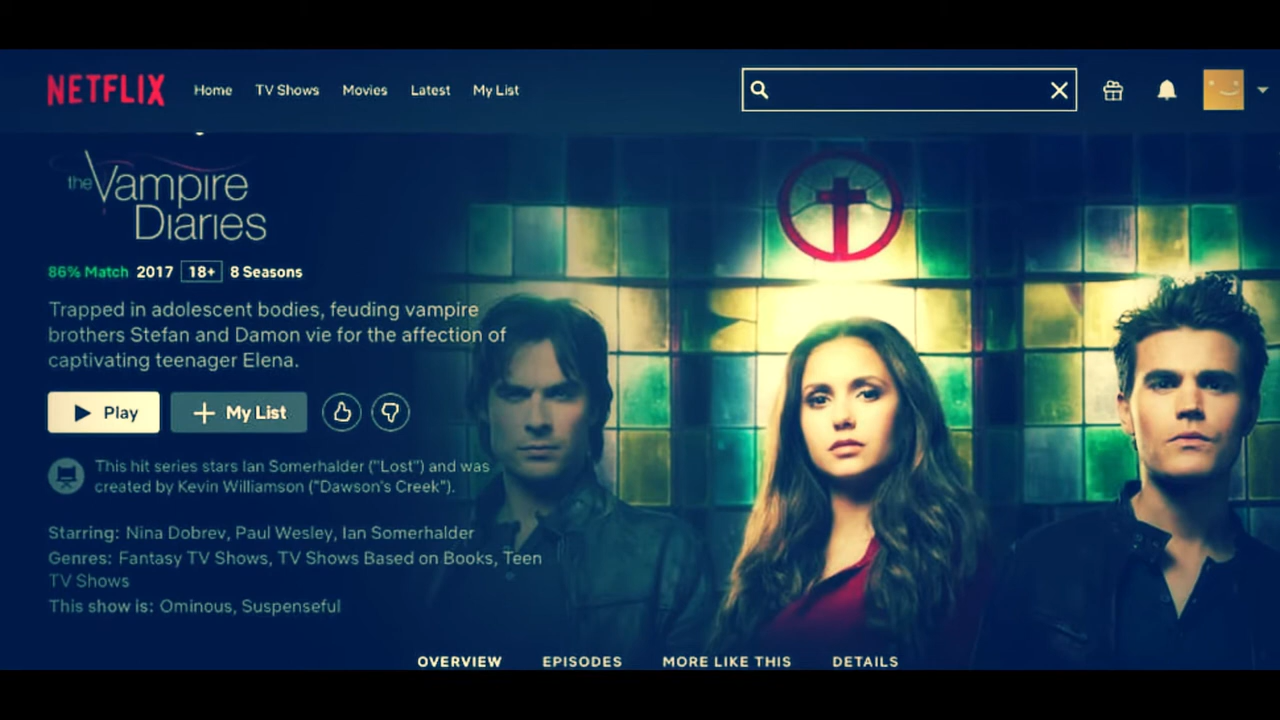 NETFLIX
Home TV Shows Movies Latest My List
the Vampire
Diaries
86% Match 2017 18+ 8 Seasons
Trapped in adolescent bodies, feuding vampire
brothers Stefan and Damon vie for the affection of
captivating teenager Elena.
Play My List
This hit series stars Ian Somerhalder ("Lost") and was
created by Kevin Williamson ("Dawson's Creek").
Starring: Nina Dobrev, Paul Wesley, Ian Somerhalder
Genres: Fantasy TV Shows, TV Shows Based on Books, Teen
TV Shows
This show is: Ominous, Suspenseful
OVERVIEW EPISODES MORE LIKE THIS DETAILS